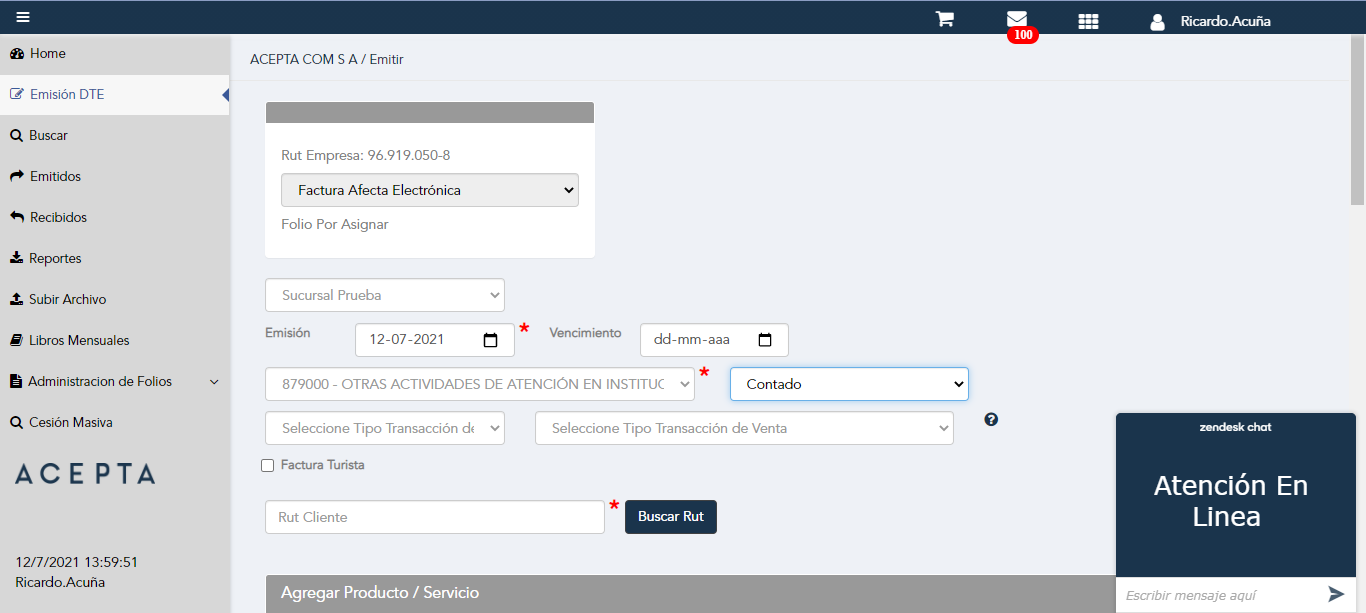 Ricardo.Acuña
100
Home
Emisión DTE
Buscar
Emitidos
Recibidos
Reportes
Subir Archivo
Libros Mensuales
Administracion de Folios
Cesión Masiva
ACEPTA
12/7/2021 13:59:51
Ricardo.Acuña
ACEPTA COM S A / Emitir
Rut Empresa: 96.919.050-8
Factura Afecta Electrónica
Folio Por Asignar
Sucursal Prueba
Emisión 12-07-2021 * Vencimiento dd-mm-aaa
879000 - OTRAS ACTIVIDADES DE ATENCIÓN EN INSTITUC * Contado
Seleccione Tipo Transacción de Seleccione Tipo Transacción de Venta ?
Factura Turista
Rut Cliente * Buscar Rut
Agregar Producto / Servicio
zendesk chat
Atención En
Linea
Escribir mensaje aquí